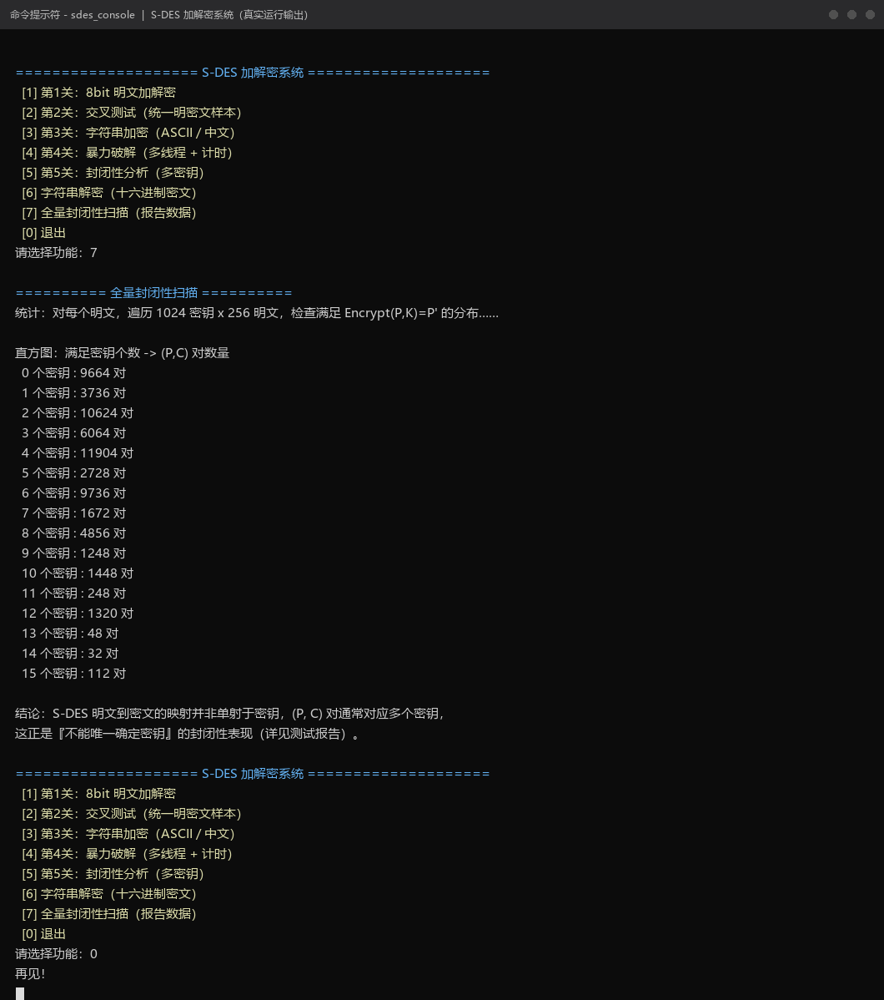 命令提示符 - sdes_console | S-DES 加解密系统（真实运行输出）
==================== S-DES 加解密系统 ====================
[1] 第1关：8bit 明文加解密
[2] 第2关：交叉测试（统一明密文样本）
[3] 第3关：字符串加密（ASCII / 中文）
[4] 第4关：暴力破解（多线程 + 计时）
[5] 第5关：封闭性分析（多密钥）
[6] 字符串解密（十六进制密文）
[7] 全量封闭性扫描（报告数据）
[0] 退出
请选择功能：7
========== 全量封闭性扫描 ==========
统计：对每个明文，遍历 1024 密钥 x 256 明文，检查满足 Encrypt(P,K)=P' 的分布……
直方图：满足密钥个数 -> (P,C) 对数量
0 个密钥 : 9664 对
1 个密钥 : 3736 对
2 个密钥 : 10624 对
3 个密钥 : 6064 对
4 个密钥 : 11904 对
5 个密钥 : 2728 对
6 个密钥 : 9736 对
7 个密钥 : 1672 对
8 个密钥 : 4856 对
9 个密钥 : 1248 对
10 个密钥 : 1448 对
11 个密钥 : 248 对
12 个密钥 : 1320 对
13 个密钥 : 48 对
14 个密钥 : 32 对
15 个密钥 : 112 对
结论：S-DES 明文到密文的映射并非单射于密钥，(P, C) 对通常对应多个密钥，
这正是『不能唯一确定密钥』的封闭性表现（详见测试报告）。
==================== S-DES 加解密系统 ====================
[1] 第1关：8bit 明文加解密
[2] 第2关：交叉测试（统一明密文样本）
[3] 第3关：字符串加密（ASCII / 中文）
[4] 第4关：暴力破解（多线程 + 计时）
[5] 第5关：封闭性分析（多密钥）
[6] 字符串解密（十六进制密文）
[7] 全量封闭性扫描（报告数据）
[0] 退出
请选择功能：0
再见！